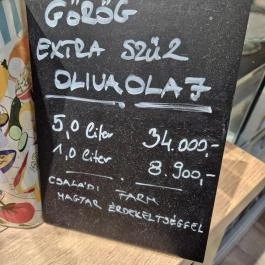 GÖRÖG
EXTRA SZŰZ
OLIVAOLAJ
5,0 liter 34.000,-
1,0 liter 8.900,-
CSALÁDI FARM
MAGYAR ÉRDEKELTSÉGGEL